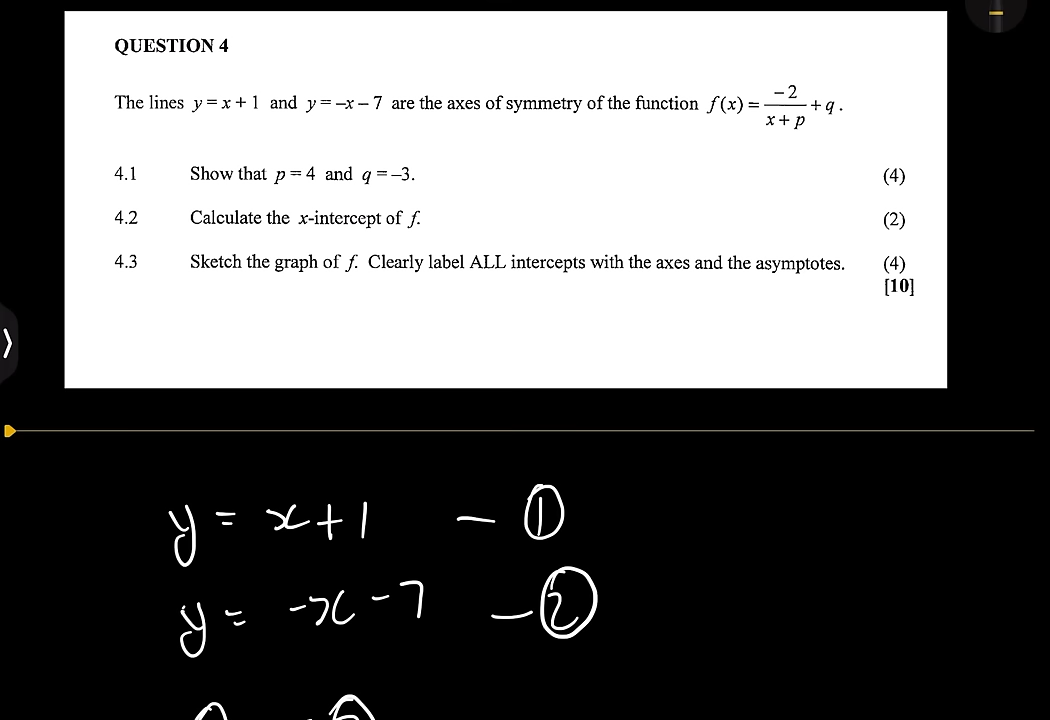 QUESTION 4
The lines y = x + 1 and y = –x – 7 are the axes of symmetry of the function f(x) = \frac{-2}{x + p} + q .
4.1 Show that p = 4 and q = –3. (4)
4.2 Calculate the x-intercept of f. (2)
4.3 Sketch the graph of f. Clearly label ALL intercepts with the axes and the asymptotes. (4)
[10]
y = x + 1 – ①
y = -x - 7 – ②